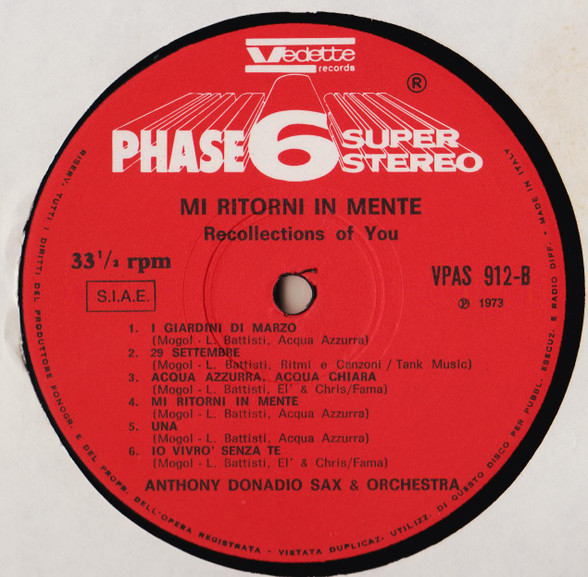 Vedette
records
®
PHASE 6 SUPER
STEREO
MI RITORNI IN MENTE
Recollections of You
33 1/3 rpm
VPAS 912-B
S.I.A.E.
℗ 1973
1. I GIARDINI DI MARZO
(Mogol - L. Battisti, Acqua Azzurra)
2. 29 SETTEMBRE
(Mogol - L. Battisti, Ritmi e Canzoni / Tank Music)
3. ACQUA AZZURRA, ACQUA CHIARA
(Mogol - L. Battisti, El' & Chris/Fama)
4. MI RITORNI IN MENTE
(Mogol - L. Battisti, Acqua Azzurra)
5. UNA
(Mogol - L. Battisti, Acqua Azzurra)
6. IO VIVRO' SENZA TE
(Mogol - L. Battisti, El' & Chris/Fama)
ANTHONY DONADIO SAX & ORCHESTRA
RISERV. TUTTI I DIRITTI DEL PRODUTTORE FONOGR. E DEL PROPR. DELL'OPERA REGISTRATA - VIETATA DUPLICAZ. UTILIZZ. DI QUESTO DISCO PER PUBBL. ESECUZ. E RADIO DIFF. - MADE IN ITALY